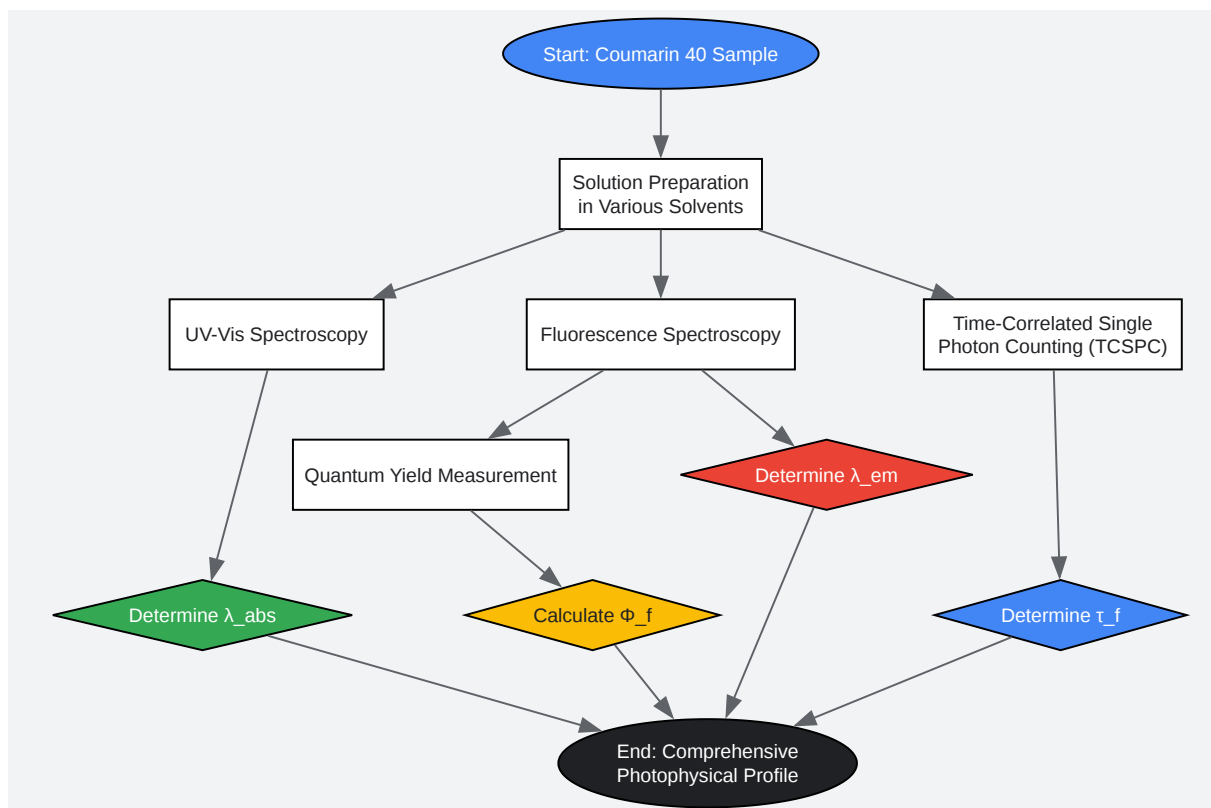 Start: Coumarin 40 Sample
Solution Preparation
in Various Solvents
UV-Vis Spectroscopy
Fluorescence Spectroscopy
Time-Correlated Single
Photon Counting (TCSPC)
Quantum Yield Measurement
Determine λ_em
Determine λ_abs
Calculate Φ_f
Determine τ_f
End: Comprehensive
Photophysical Profile